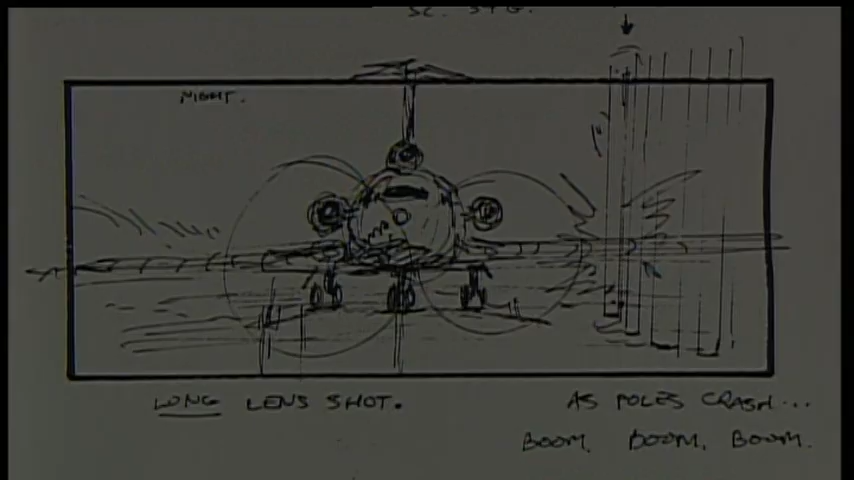 NIGHT.
LONG LENS SHOT.
AS POLES CRASH...
BOOM, BOOM, BOOM.